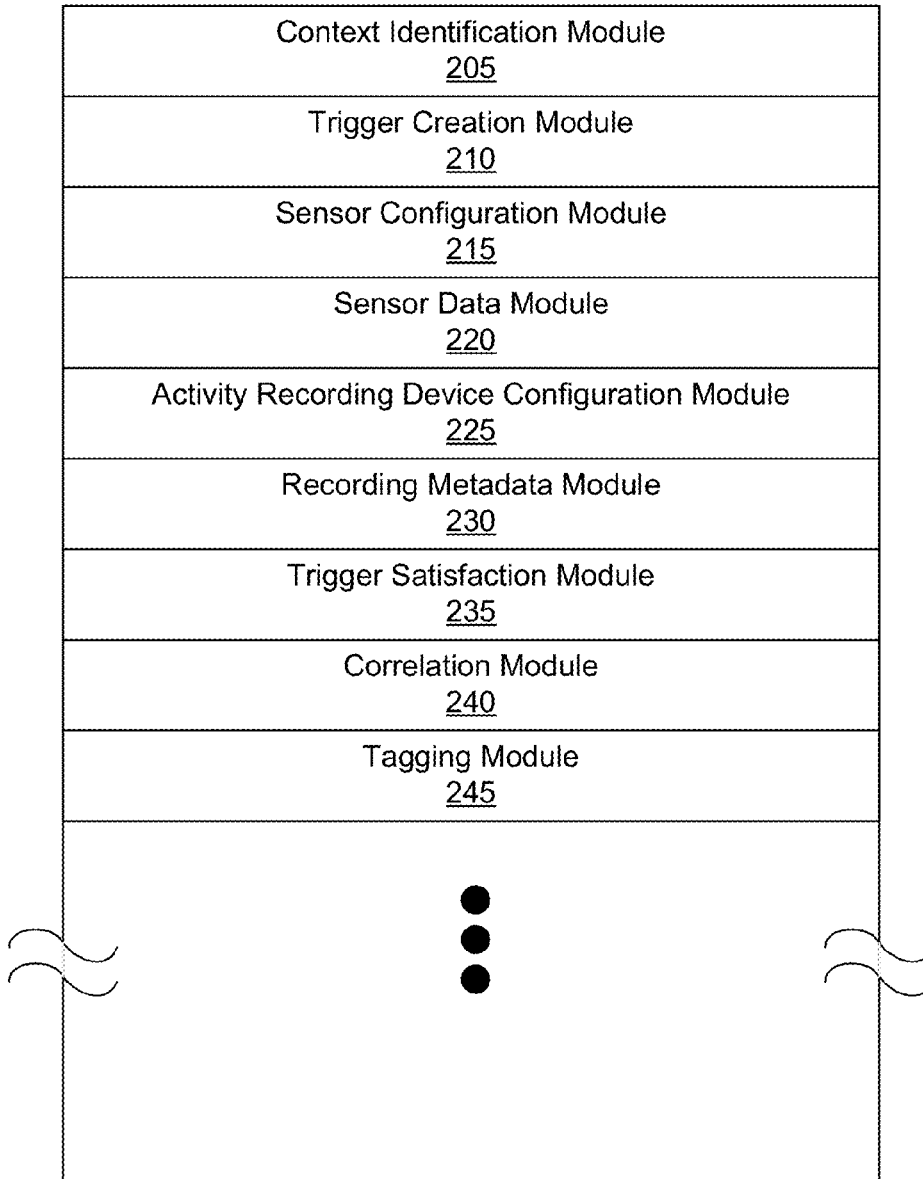 Context Identification Module
205
Trigger Creation Module
210
Sensor Configuration Module
215
Sensor Data Module
220
Activity Recording Device Configuration Module
225
Recording Metadata Module
230
Trigger Satisfaction Module
235
Correlation Module
240
Tagging Module
245